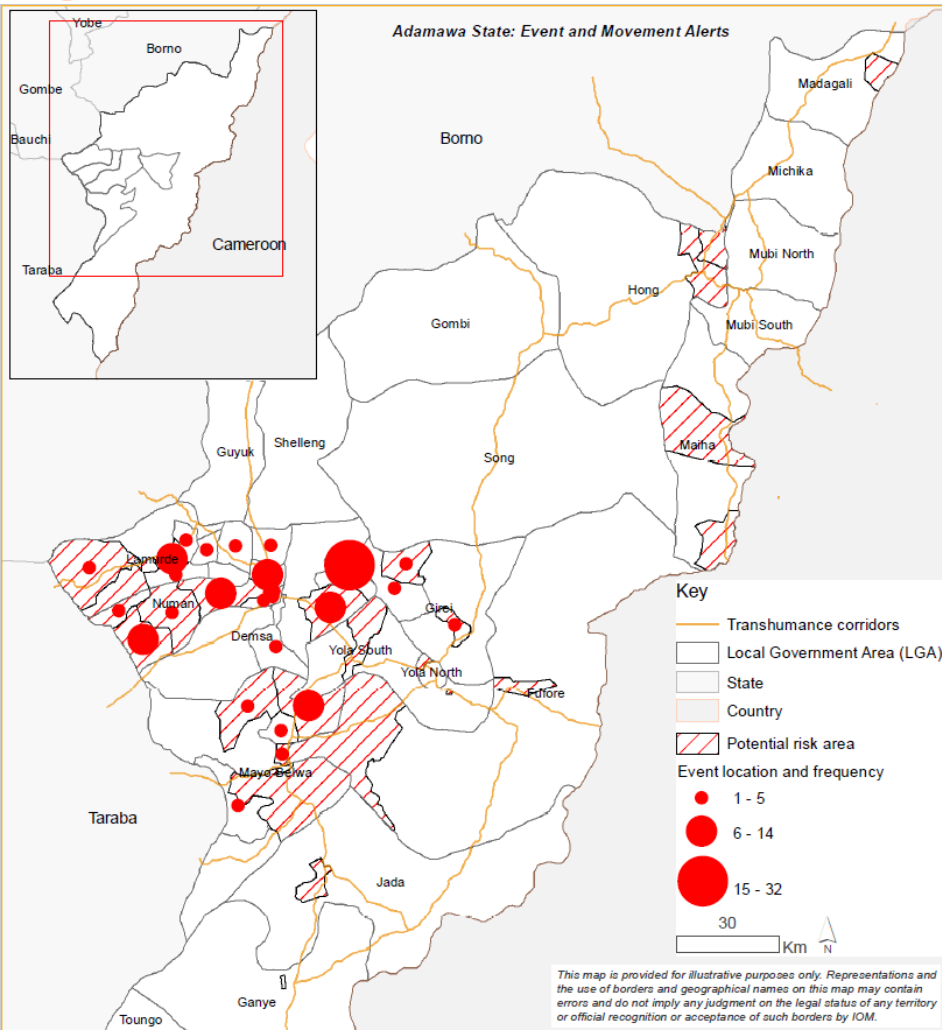 Yobe
Borno
Gombe
Bauchi
Cameroon
Taraba
Adamawa State: Event and Movement Alerts
Madagali
Borno
Michika
Mubi North
Hong
Gombi
Mubi South
Maiha
Shelleng
Guyuk
Song
Lamurde
Numan
Girei
Demsa
Yola South
Yola North
Fufore
Mayo-Belwa
Taraba
Jada
Ganye
Toungo
Key
Transhumance corridors
Local Government Area (LGA)
State
Country
Potential risk area
Event location and frequency
1 - 5
6 - 14
15 - 32
30
Km
N
This map is provided for illustrative purposes only. Representations and
the use of borders and geographical names on this map may contain
errors and do not imply any judgment on the legal status of any territory
or official recognition or acceptance of such borders by IOM.